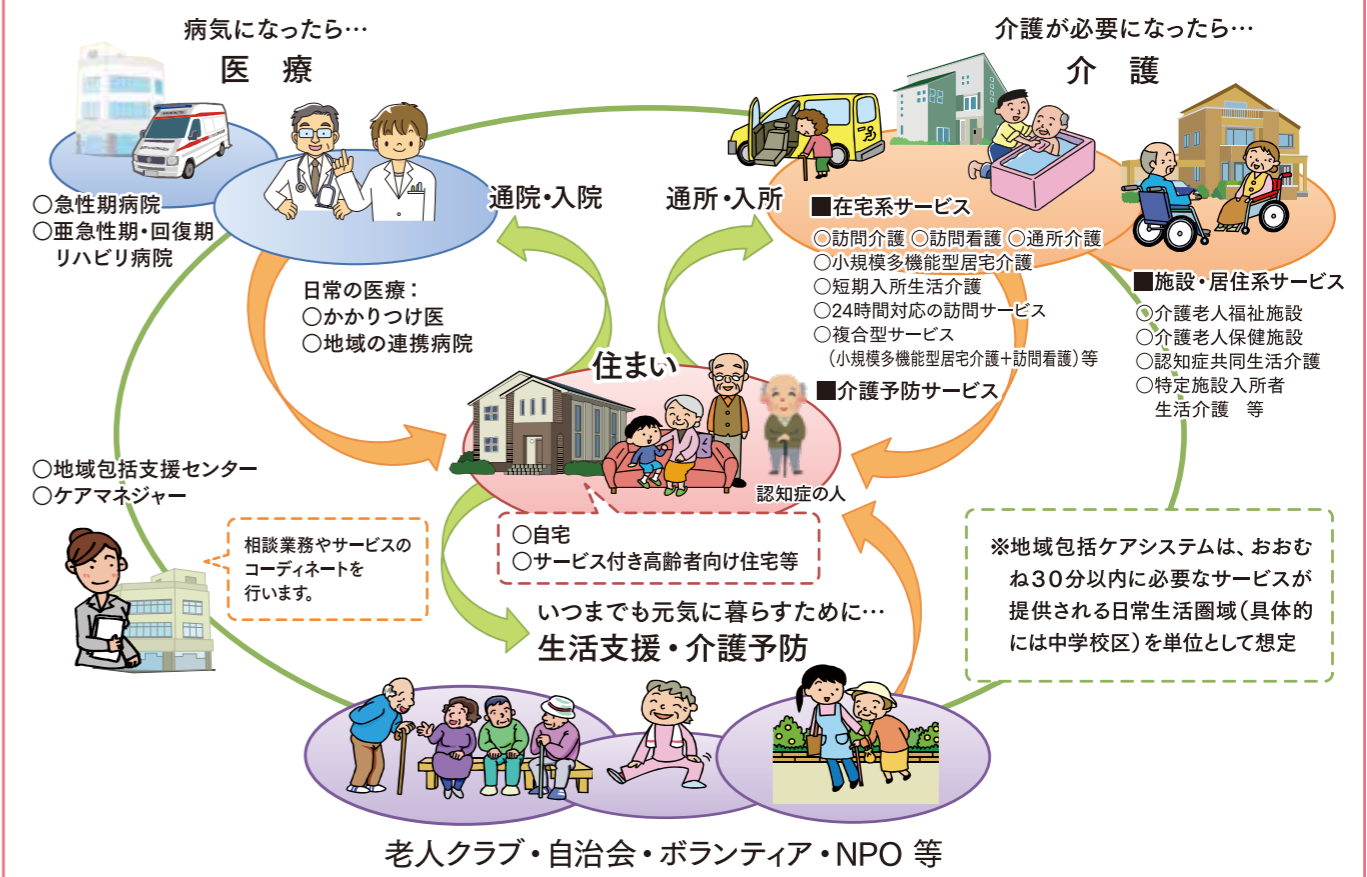 病気になったら…
医 療
○急性期病院
○亜急性期・回復期
リハビリ病院
日常の医療：
○かかりつけ医
○地域の連携病院
通院・入院
通所・入所
介護が必要になったら…
介 護
■在宅系サービス
○訪問介護 ○訪問看護 ○通所介護
○小規模多機能型居宅介護
○短期入所生活介護
○24時間対応の訪問サービス
○複合型サービス
（小規模多機能型居宅介護＋訪問看護）等
■介護予防サービス
■施設・居住系サービス
○介護老人福祉施設
○介護老人保健施設
○認知症共同生活介護
○特定施設入所者
生活介護 等
住まい
認知症の人
○自宅
○サービス付き高齢者向け住宅等
○地域包括支援センター
○ケアマネジャー
相談業務やサービスの
コーディネートを
行います。
いつまでも元気に暮らすために…
生活支援・介護予防
※地域包括ケアシステムは、おおむ
ね30分以内に必要なサービスが
提供される日常生活圏域（具体的
には中学校区）を単位として想定
老人クラブ・自治会・ボランティア・NPO 等